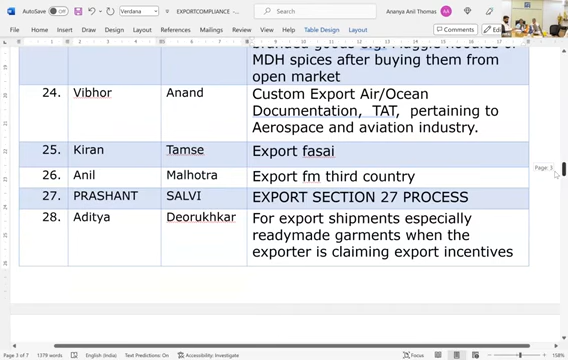 AutoSave Off
EXPORTCOMPLIANCE -...
Search
Ananya Anil Thomas
AA
File Home Insert Draw Design Layout References Mailings Review View Help Table Design Layout
Comments
MDH spices after buying them from
open market
24. Vibhor Anand Custom Export Air/Ocean
Documentation, TAT, pertaining to
Aerospace and aviation industry.
25. Kiran Tamse Export fasai
26. Anil Malhotra Export fm third country
27. PRASHANT SALVI EXPORT SECTION 27 PROCESS
28. Aditya Deorukhkar For export shipments especially
readymade garments when the
exporter is claiming export incentives
Page: 3
Page 3 of 7 1379 words English (India) Text Predictions: On Accessibility: Investigate Focus 158%